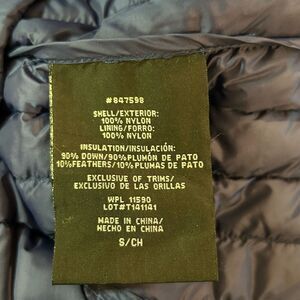 #847598
SHELL/EXTERIOR:
100% NYLON
LINING/FORRO:
100% NYLON
INSULATION/INSULACIÓN:
90% DOWN/90%PLUMÓN DE PATO
10%FEATHERS/10%PLUMAS DE PATO
EXCLUSIVE OF TRIMS/
EXCLUSIVO DE LAS ORILLAS
WPL 11590
LOT#T141141
MADE IN CHINA/
HECHO EN CHINA
S/CH